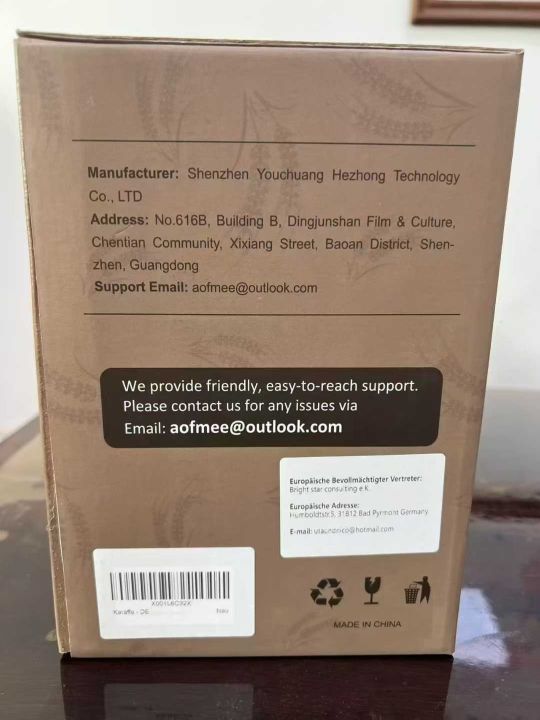 Manufacturer: Shenzhen Youchuang Hezhong Technology
Co., LTD
Address: No.616B, Building B, Dingjunshan Film & Culture,
Chentian Community, Xixiang Street, Baoan District, Shen-
zhen, Guangdong
Support Email: aofmee@outlook.com
We provide friendly, easy-to-reach support.
Please contact us for any issues via
Email: aofmee@outlook.com
Europäische Bevollmächtigter Vertreter:
Bright star consulting e.K.
Europäische Adresse:
Humboldtstr.5, 31812 Bad Pyrmont Germany
E-mail:
Karaffe - DE
Neu
MADE IN CHINA